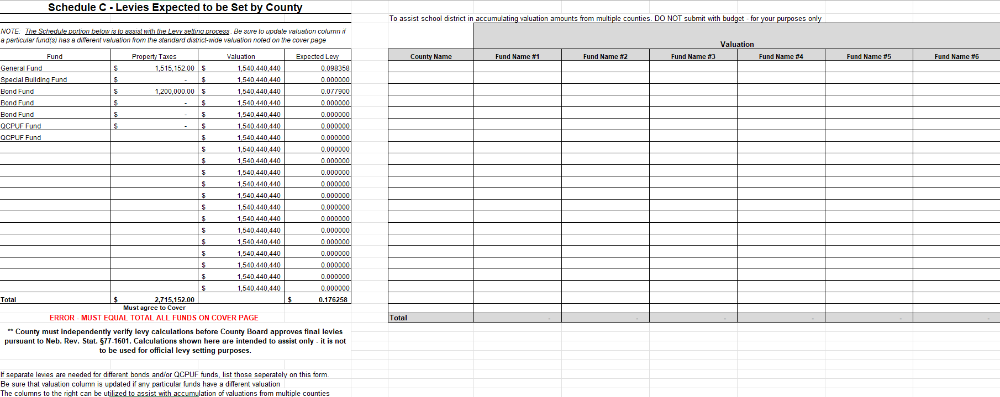 Schedule C - Levies Expected to be Set by County
To assist school district in accumulating valuation amounts from multiple counties. DO NOT submit with budget - for your purposes only
NOTE: The Schedule portion below is to assist with the Levy setting process. Be sure to update valuation column if
a particular fund(s) has a different valuation from the standard district-wide valuation noted on the cover page
Valuation
Fund Property Taxes Valuation Expected Levy County Name Fund Name #1 Fund Name #2 Fund Name #3 Fund Name #4 Fund Name #5 Fund Name #6
General Fund $ 1,515,152.00 $ 1,540,440,440 0.098358
Special Building Fund $ - $ 1,540,440,440 0.000000
Bond Fund $ 1,200,000.00 $ 1,540,440,440 0.077900
Bond Fund $ - $ 1,540,440,440 0.000000
Bond Fund $ - $ 1,540,440,440 0.000000
QCPUF Fund $ - $ 1,540,440,440 0.000000
QCPUF Fund $ 1,540,440,440 0.000000
$ 1,540,440,440 0.000000
$ 1,540,440,440 0.000000
$ 1,540,440,440 0.000000
$ 1,540,440,440 0.000000
$ 1,540,440,440 0.000000
$ 1,540,440,440 0.000000
$ 1,540,440,440 0.000000
$ 1,540,440,440 0.000000
$ 1,540,440,440 0.000000
$ 1,540,440,440 0.000000
$ 1,540,440,440 0.000000
$ 1,540,440,440 0.000000
$ 1,540,440,440 0.000000
Total $ 2,715,152.00 $ 0.176258
Must agree to Cover
ERROR - MUST EQUAL TOTAL ALL FUNDS ON COVER PAGE
Total - - - - - -
** County must independently verify levy calculations before County Board approves final levies
pursuant to Neb. Rev. Stat. §77-1601. Calculations shown here are intended to assist only - it is not
to be used for official levy setting purposes.
If separate levies are needed for different bonds and/or QCPUF funds, list those seperately on this form.
Be sure that valuation column is updated if any particular funds have a different valuation
The columns to the right can be utilized to assist with accumulation of valuations from multiple counties